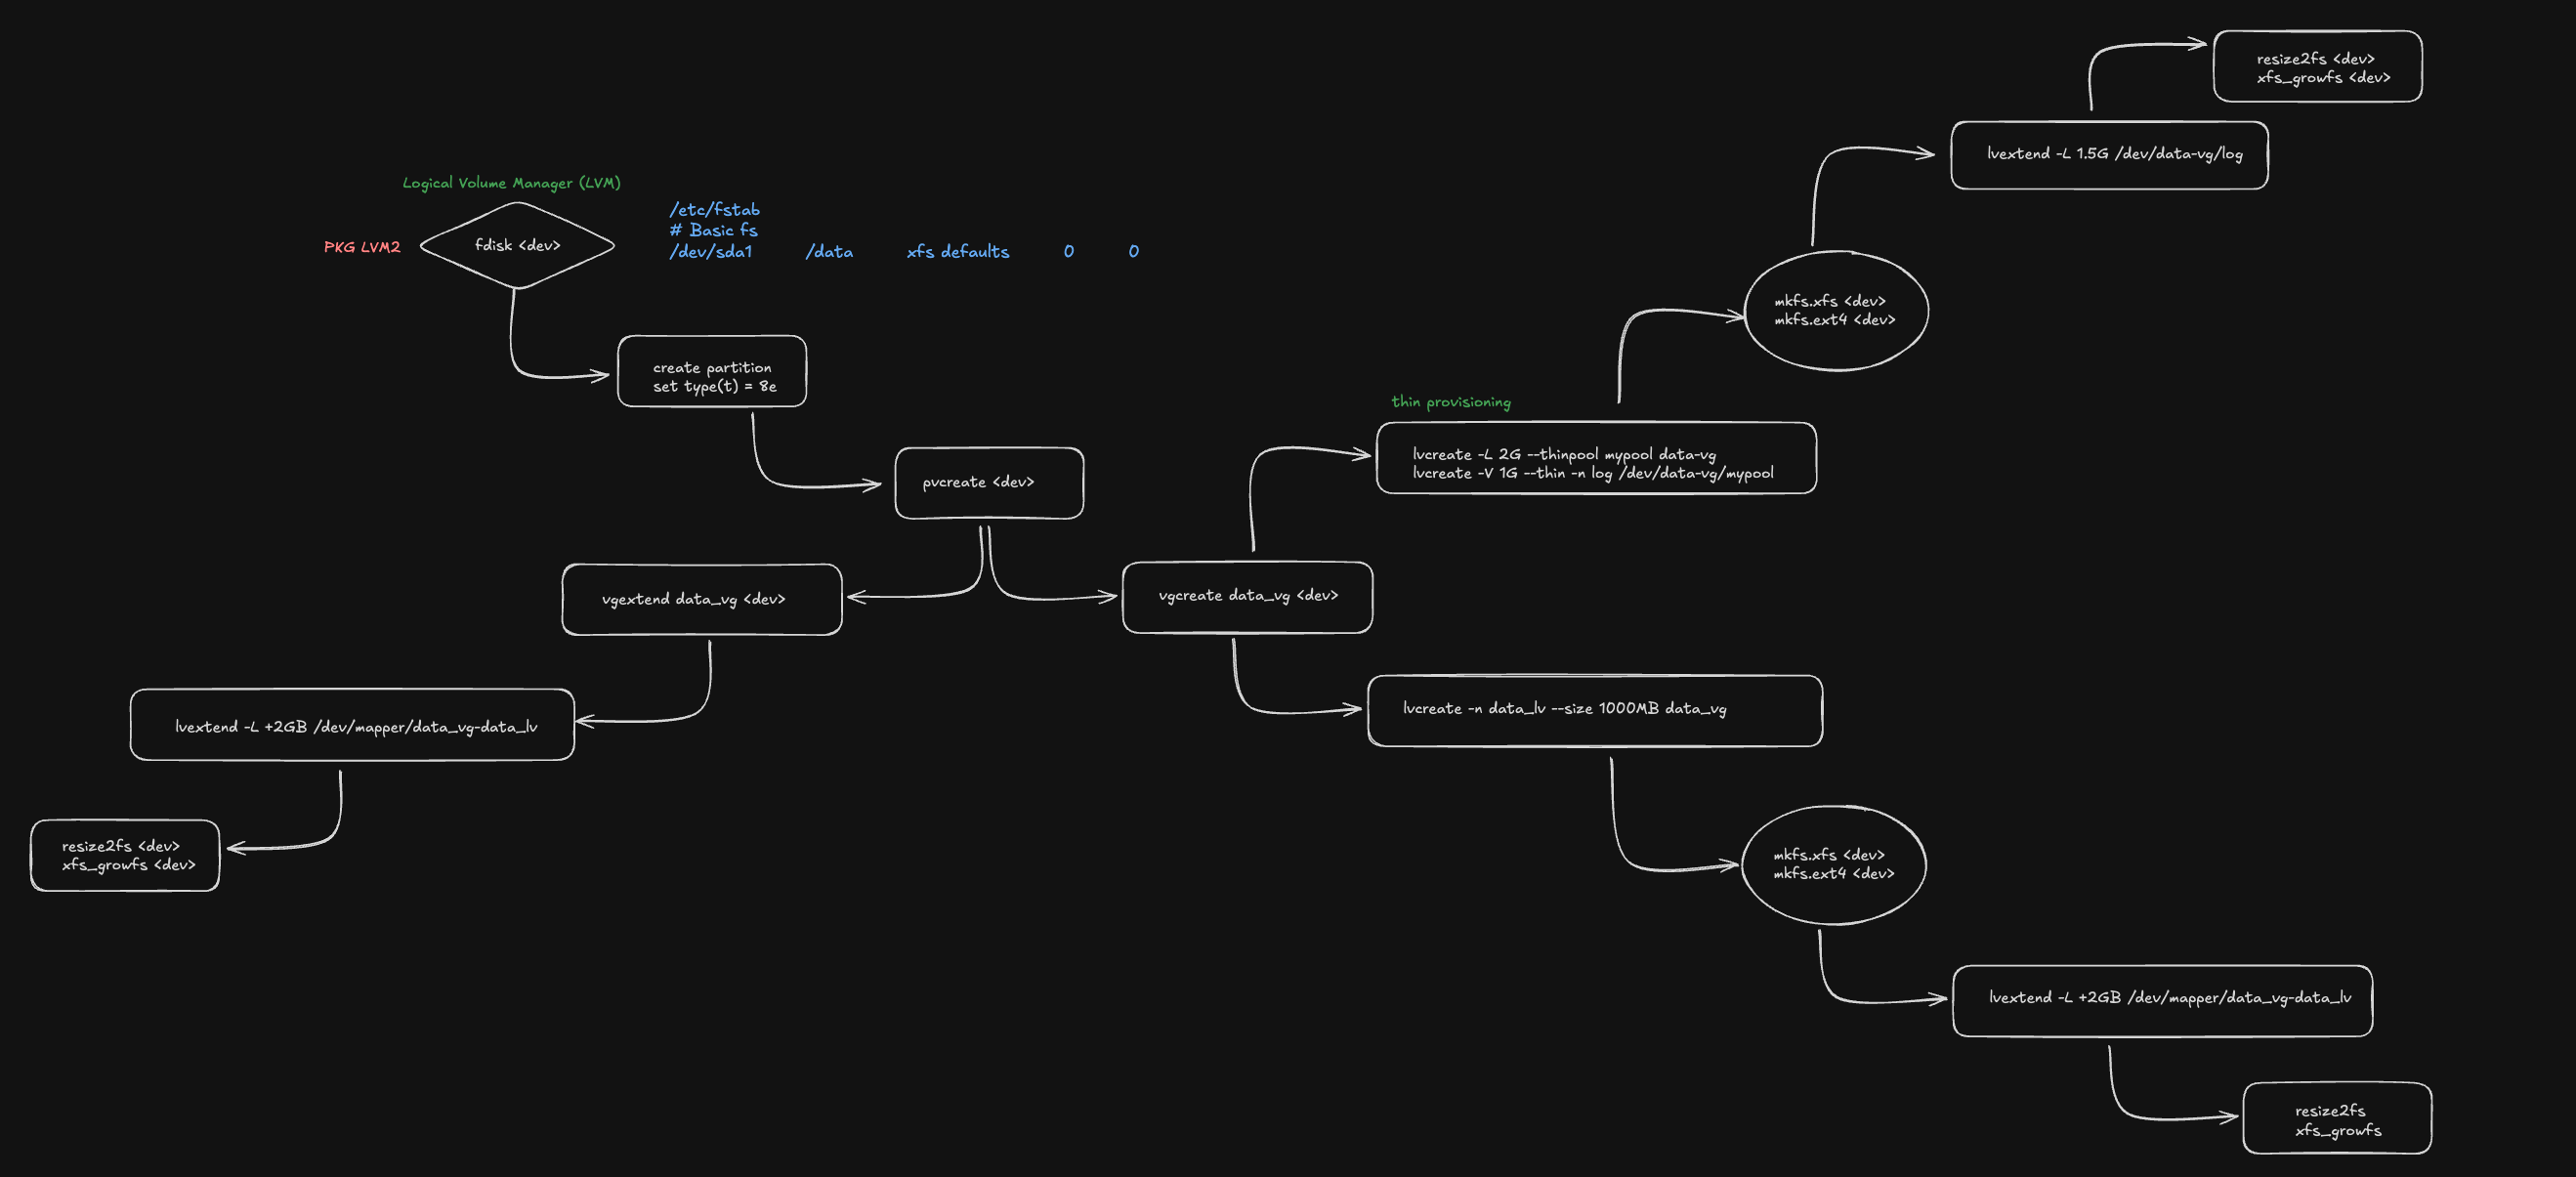 Logical Volume Manager (LVM)
PKG LVM2
fdisk <dev>
/etc/fstab
# Basic fs
/dev/sda1 /data xfs defaults 0 0
create partition
set type(t) = 8e
pvcreate <dev>
vgextend data_vg <dev>
lvextend -L +2GB /dev/mapper/data_vg-data_lv
resize2fs <dev>
xfs_growfs <dev>
vgcreate data_vg <dev>
thin provisioning
lvcreate -L 2G --thinpool mypool data-vg
lvcreate -V 1G --thin -n log /dev/data-vg/mypool
mkfs.xfs <dev>
mkfs.ext4 <dev>
lvextend -L 1.5G /dev/data-vg/log
resize2fs <dev>
xfs_growfs <dev>
lvcreate -n data_lv --size 1000MB data_vg
mkfs.xfs <dev>
mkfs.ext4 <dev>
lvextend -L +2GB /dev/mapper/data_vg-data_lv
resize2fs
xfs_growfs